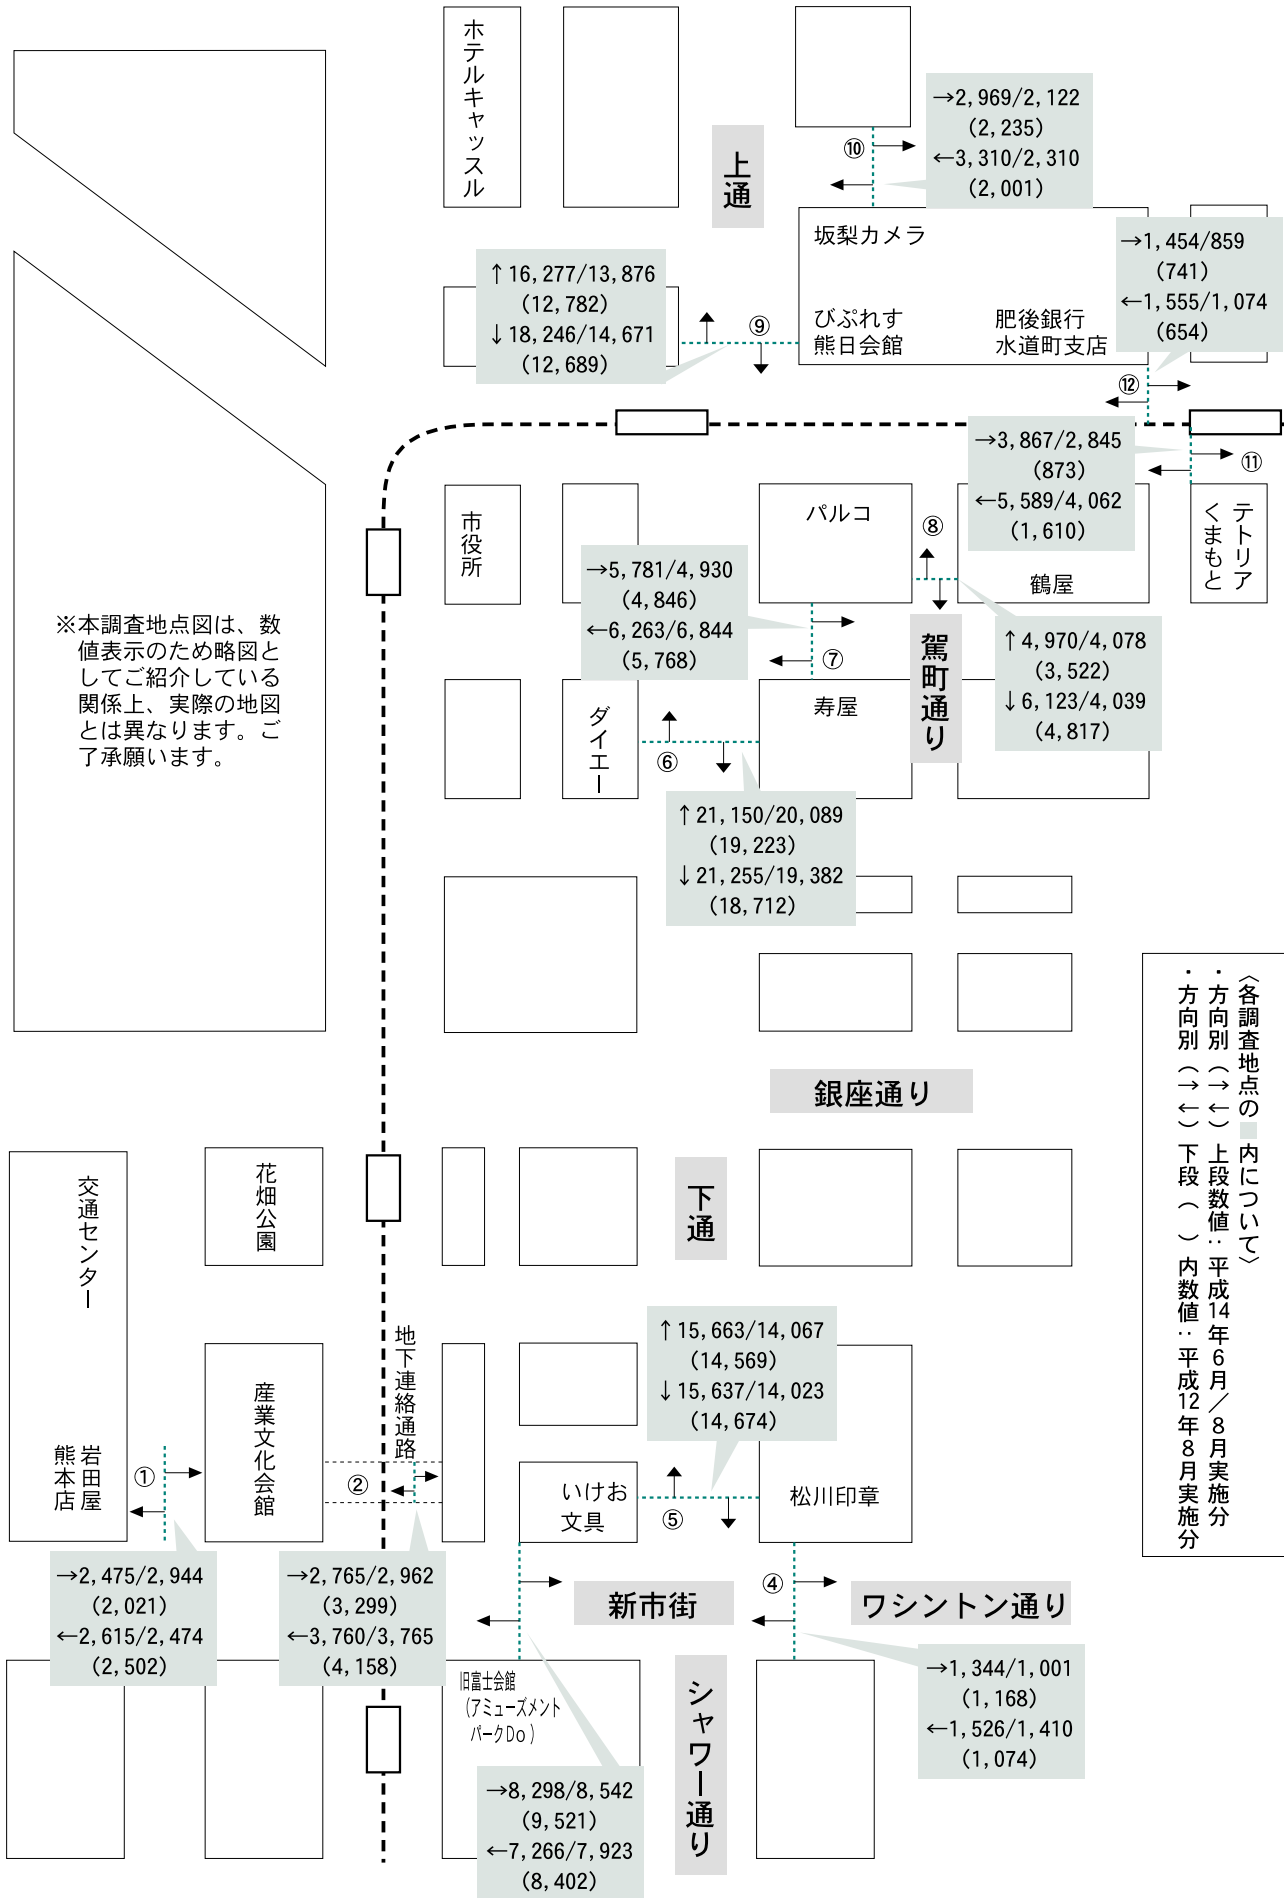 ホテルキャッスル
上通
⑩
→2,969/2,122
(2,235)
←3,310/2,310
(2,001)
坂梨カメラ
びぷれす
熊日会館
肥後銀行
水道町支店
→1,454/859
(741)
←1,555/1,074
(654)
⑫
↑16,277/13,876
(12,782)
↓18,246/14,671
(12,689)
⑨
→3,867/2,845
(873)
←5,589/4,062
(1,610)
⑪
テトリア
くまもと
市役所
パルコ
⑧
鶴屋
→5,781/4,930
(4,846)
←6,263/6,844
(5,768)
⑦
駕町通り
↑4,970/4,078
(3,522)
↓6,123/4,039
(4,817)
※本調査地点図は、数
値表示のため略図と
してご紹介している
関係上、実際の地図
とは異なります。ご
了承願います。
ダイエー
寿屋
⑥
↑21,150/20,089
(19,223)
↓21,255/19,382
(18,712)
〈各調査地点の 内について〉
・方向別（→←）上段数値：平成14年6月／8月実施分
・方向別（→←）下段（ ）内数値：平成12年8月実施分
銀座通り
下通
交通センター
花畑公園
地下連絡通路
岩田屋
熊本店
産業文化会館
①
②
↑15,663/14,067
(14,569)
↓15,637/14,023
(14,674)
いけお
文具
⑤
松川印章
→2,475/2,944
(2,021)
←2,615/2,474
(2,502)
→2,765/2,962
(3,299)
←3,760/3,765
(4,158)
新市街
④
ワシントン通り
→1,344/1,001
(1,168)
←1,526/1,410
(1,074)
旧富士会館
(アミューズメント
パークDo)
シャワー通り
→8,298/8,542
(9,521)
←7,266/7,923
(8,402)